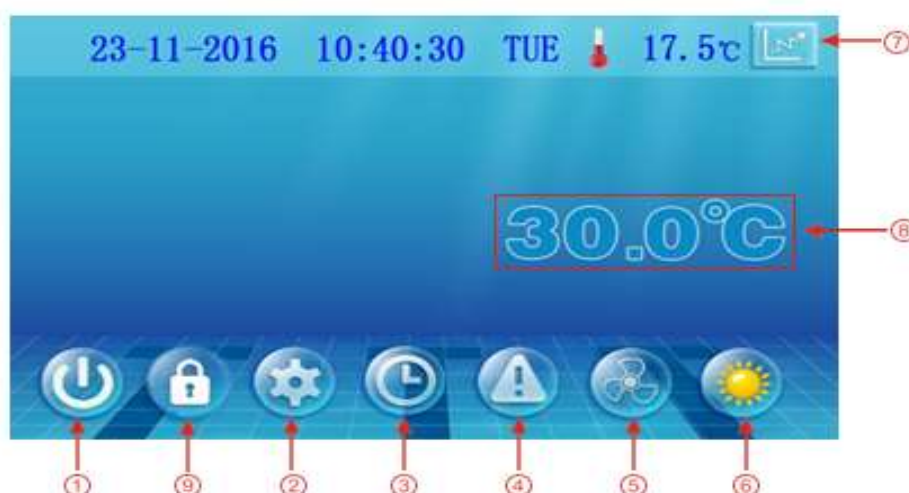 23-11-2016 10:40:30 TUE 17.5℃
⑦
30.0°C
⑧
① ⑨ ② ③ ④ ⑤ ⑥